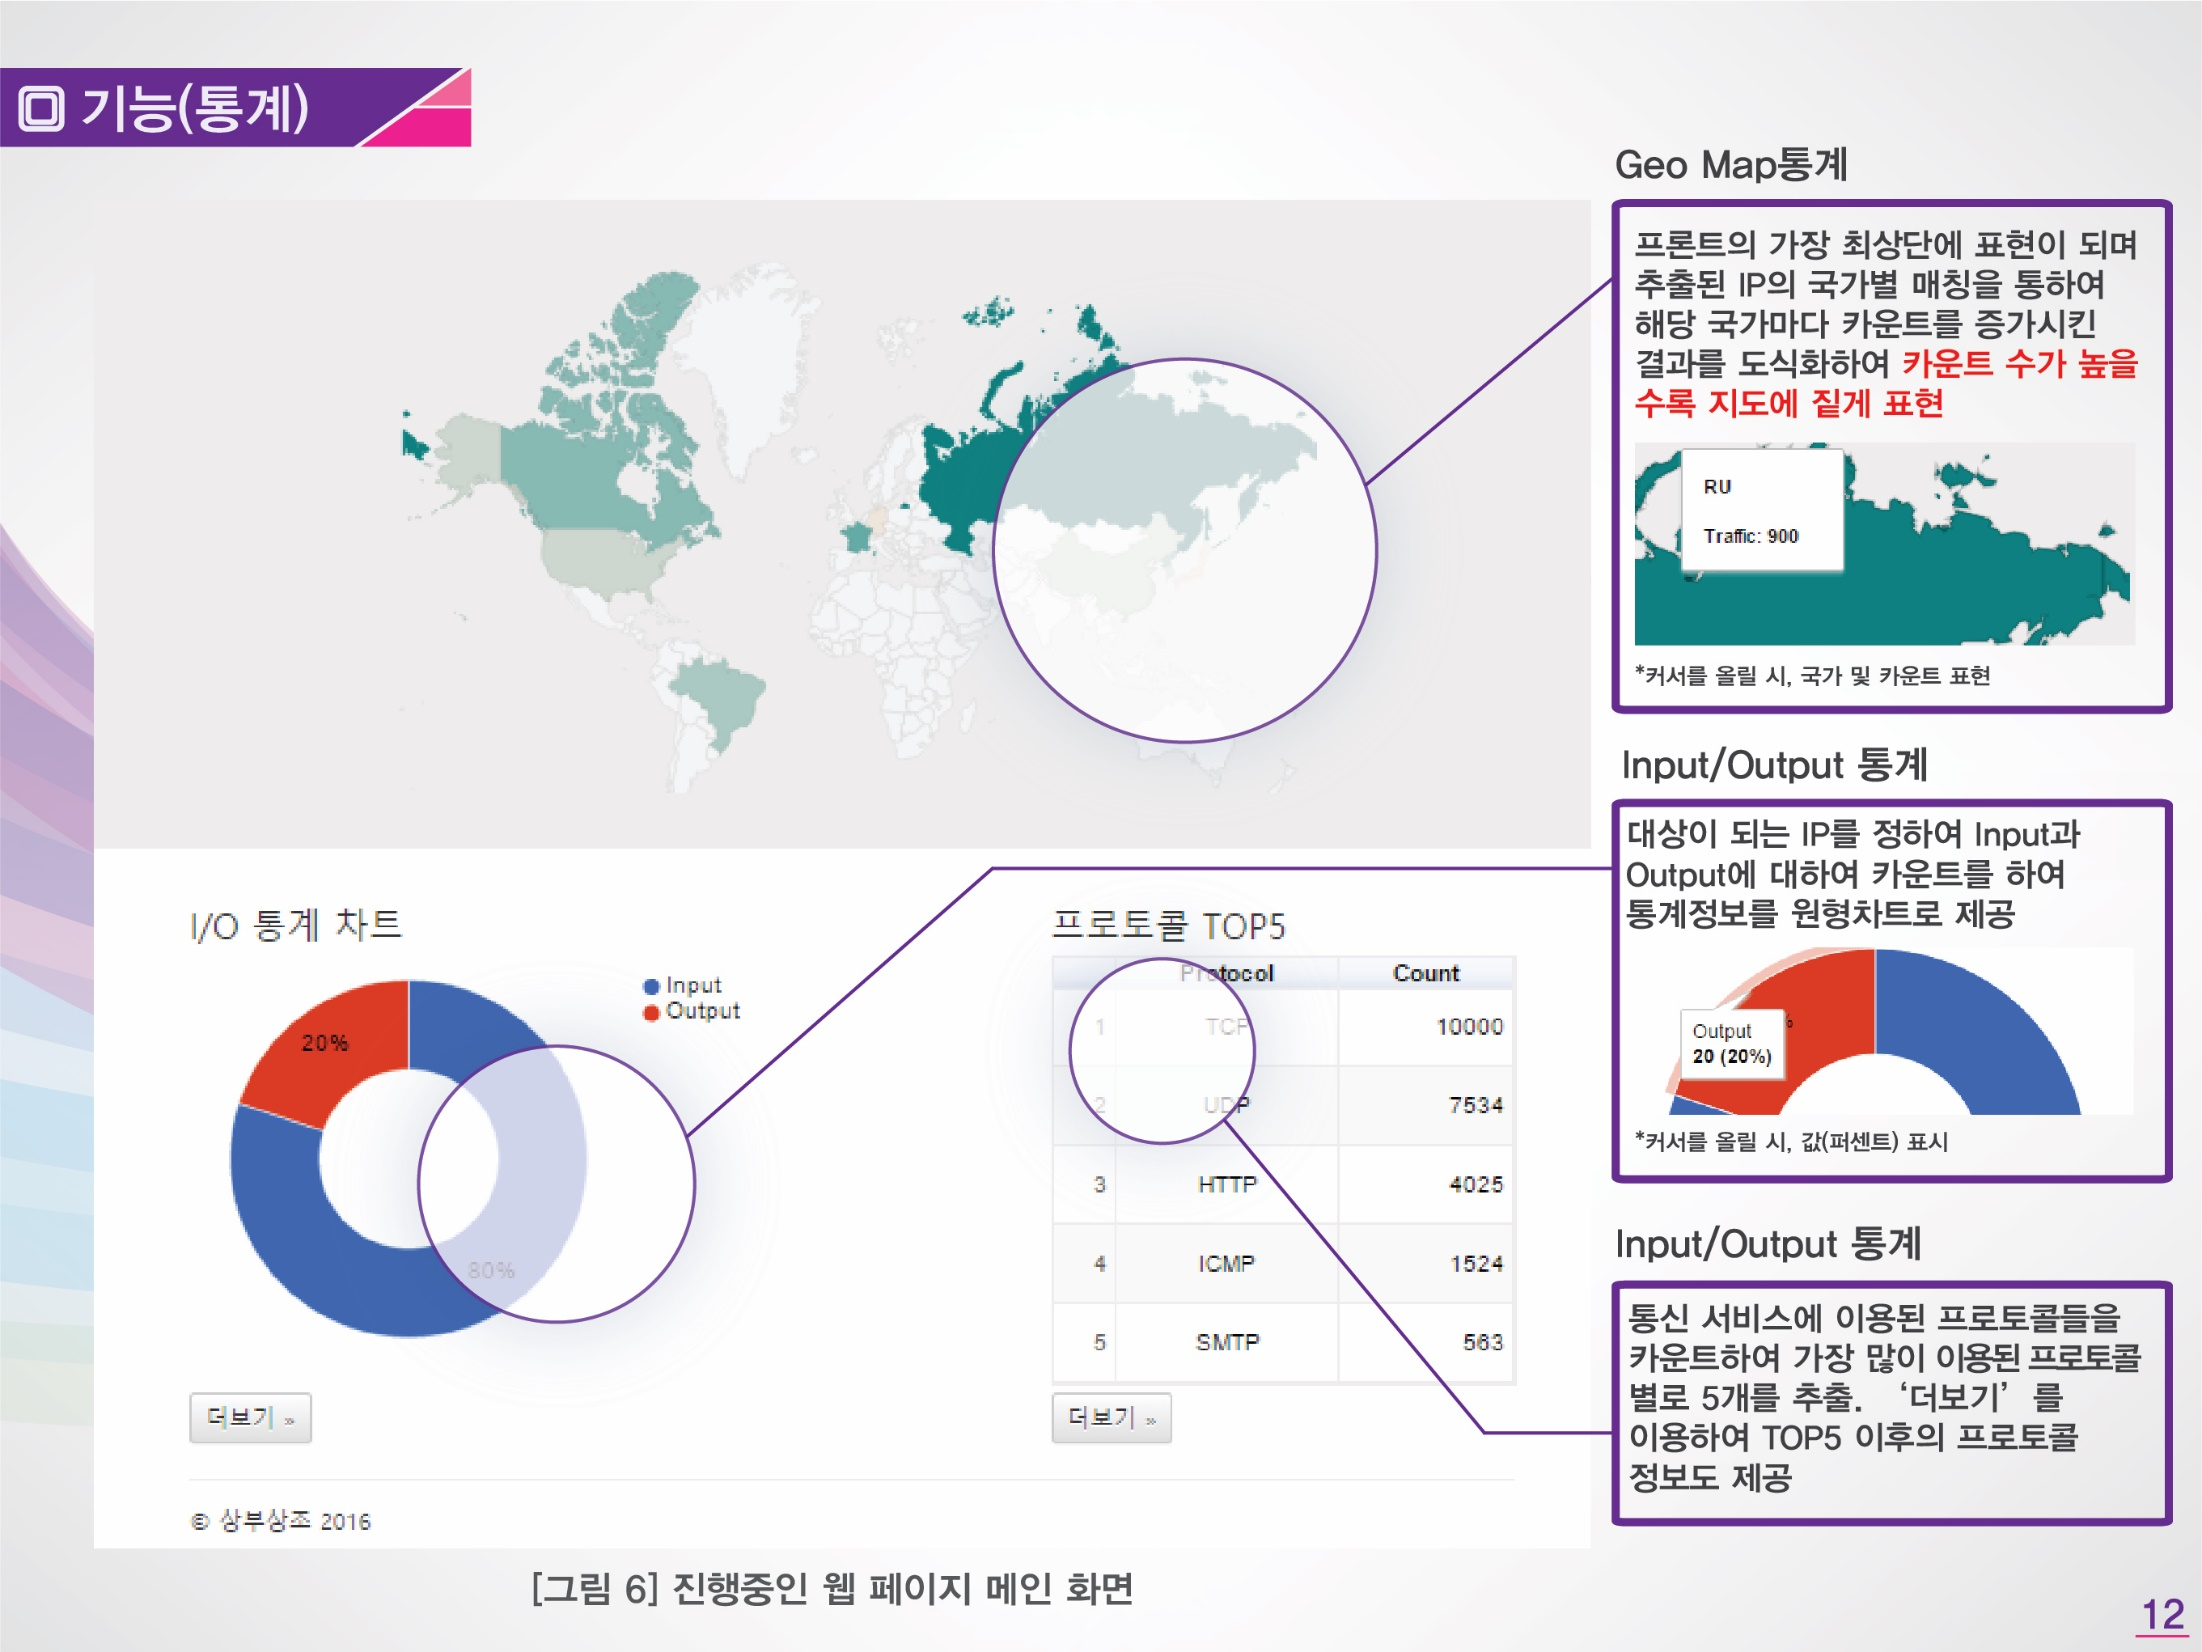 기능(통계)
Geo Map통계
프론트의 가장 최상단에 표현이 되며
추출된 IP의 국가별 매칭을 통하여
해당 국가마다 카운트를 증가시킨
결과를 도식화하여 카운트 수가 높을
수록 지도에 짙게 표현
RU
Traffic: 900
*커서를 올릴 시, 국가 및 카운트 표현
Input/Output 통계
대상이 되는 IP를 정하여 Input과
Output에 대하여 카운트를 하여
통계정보를 원형차트로 제공
Output
20 (20%)
%
*커서를 올릴 시, 값(퍼센트) 표시
Input/Output 통계
통신 서비스에 이용된 프로토콜들을
카운트하여 가장 많이 이용된 프로토콜
별로 5개를 추출. ‘더보기’를
이용하여 TOP5 이후의 프로토콜
정보도 제공
I/O 통계 차트
Input
Output
20%
80%
더보기 »
프로토콜 TOP5
Protocol Count
1 TCP 10000
2 UDP 7534
3 HTTP 4025
4 ICMP 1524
5 SMTP 563
더보기 »
© 상부상조 2016
[그림 6] 진행중인 웹 페이지 메인 화면
12